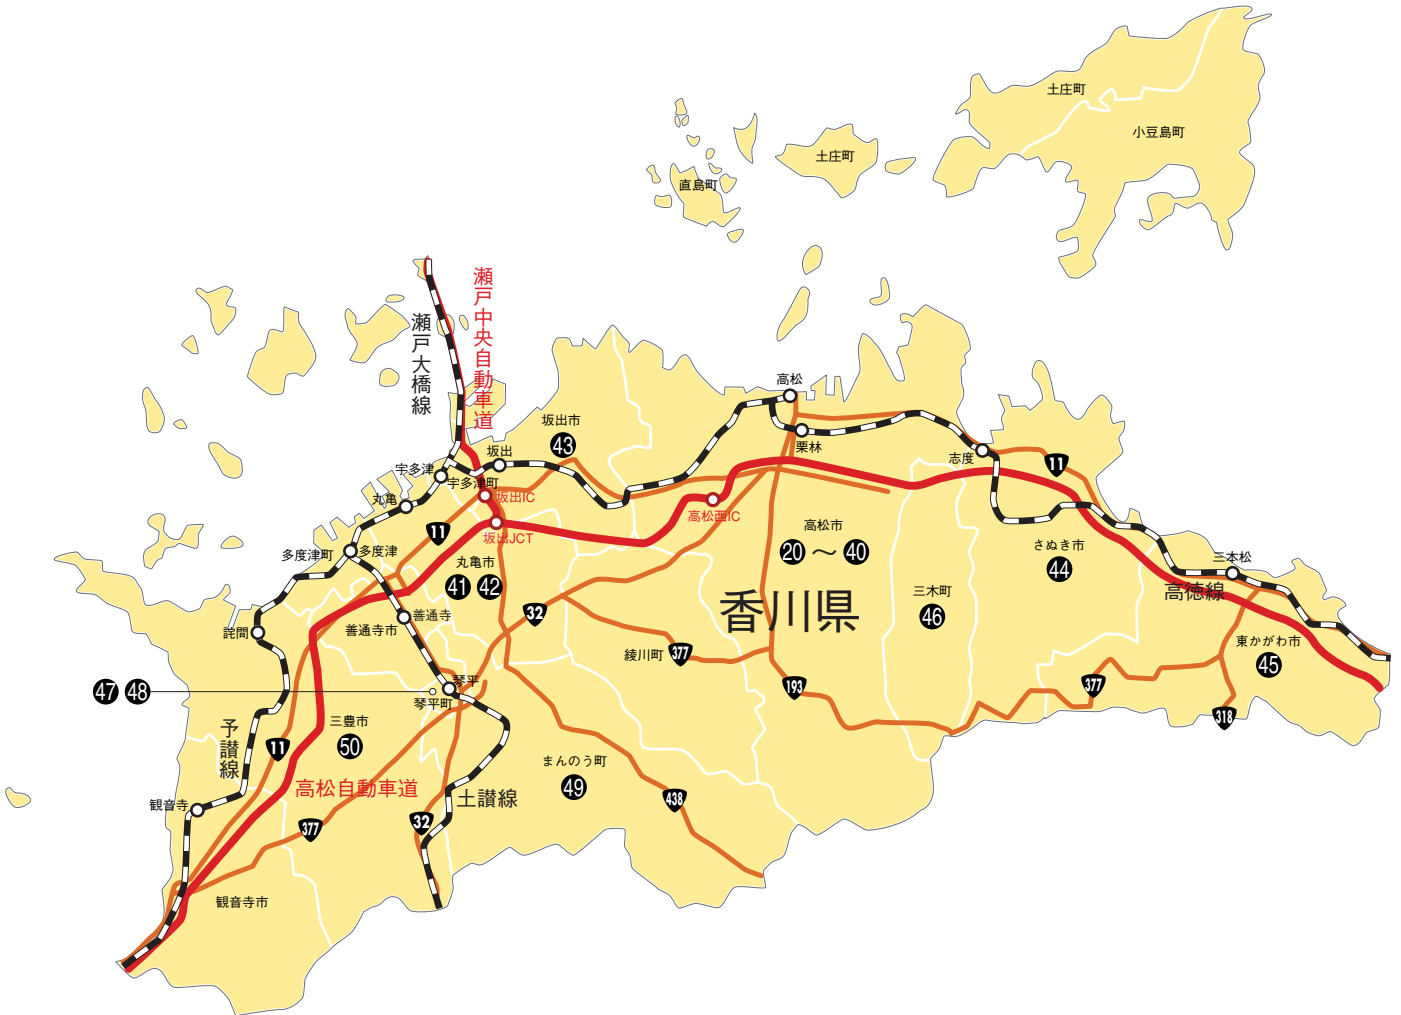 土庄町
小豆島町
土庄町
直島町
瀬戸中央自動車道
瀬戸大橋線
高松
栗林
坂出市
43
坂出
宇多津
宇多津町
坂出IC
丸亀
志度
11
高松西IC
坂出JCT
11
高松市
20～40
さぬき市
44
多度津町
多度津
丸亀市
41 42
三本松
高徳線
三木町
46
香川県
善通寺
善通寺市
32
詫間
綾川町
377
東かがわ市
45
47 48
琴平
琴平町
193
377
318
三豊市
50
11
予讃線
まんのう町
49
高松自動車道
土讃線
438
観音寺
377
32
観音寺市